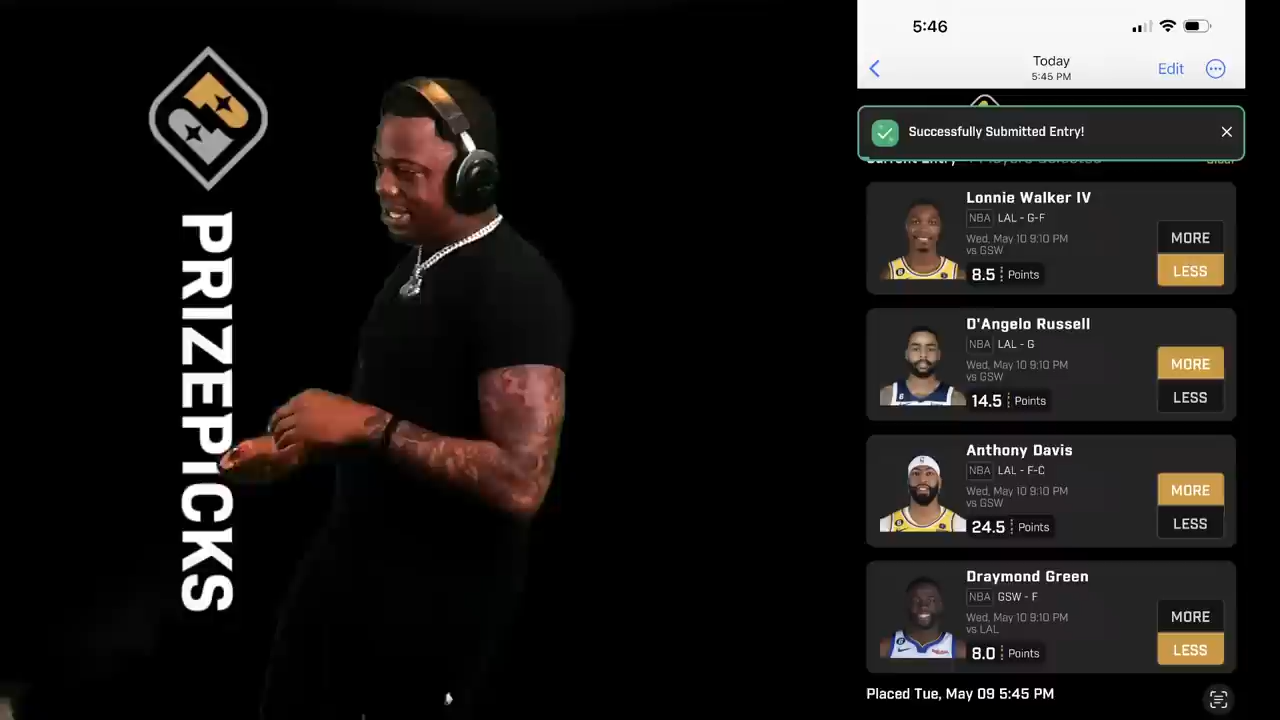 PRIZEPICKS
5:46
Today
5:45 PM
Edit
Successfully Submitted Entry!
Lonnie Walker IV
NBA LAL - G-F
Wed, May 10 9:10 PM
vs GSW
8.5 Points
MORE
LESS
D'Angelo Russell
NBA LAL - G
Wed, May 10 9:10 PM
vs GSW
14.5 Points
MORE
LESS
Anthony Davis
NBA LAL - F-C
Wed, May 10 9:10 PM
vs GSW
24.5 Points
MORE
LESS
Draymond Green
NBA GSW - F
Wed, May 10 9:10 PM
vs LAL
8.0 Points
MORE
LESS
Placed Tue, May 09 5:45 PM